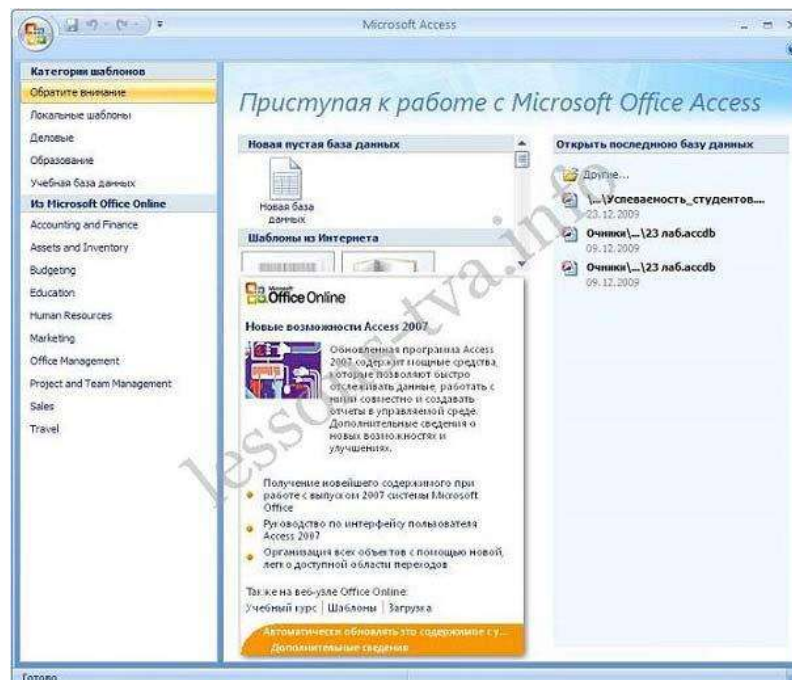 Microsoft Access
Категории шаблонов
Обратите внимание
Локальные шаблоны
Деловые
Образование
Учебная база данных
Из Microsoft Office Online
Accounting and Finance
Assets and Inventory
Budgeting
Education
Human Resources
Marketing
Office Management
Project and Team Management
Sales
Travel
Приступая к работе с Microsoft Office Access
Новая пустая база данных
Новая база
данных
Шаблоны из Интернета
Microsoft
Office Online
Новые возможности Access 2007
Обновленная программа Access
2007 содержит мощные средства,
которые позволяют быстро
отслеживать данные, работать с
ними совместно и создавать
отчеты в управляемой среде.
Дополнительные сведения о
новых возможностях и
улучшениях.
Получение новейшего содержимого при
работе с выпуском 2007 системы Microsoft
Office
Руководство по интерфейсу пользователя
Access 2007
Организация всех объектов с помощью новой,
легко доступной области переходов
Также на веб-узле Office Online:
Учебный курс | Шаблоны | Загрузка
Автоматически обновлять это содержимое с у...
Дополнительные сведения
Открыть последнюю базу данных
Другие...
\...\Успеваемость_студентов....
23.12.2009
Очники\...\23 лаб.accdb
09.12.2009
Очники\...\23 лаб.accdb
09.12.2009
Готово
lessons-tva.info